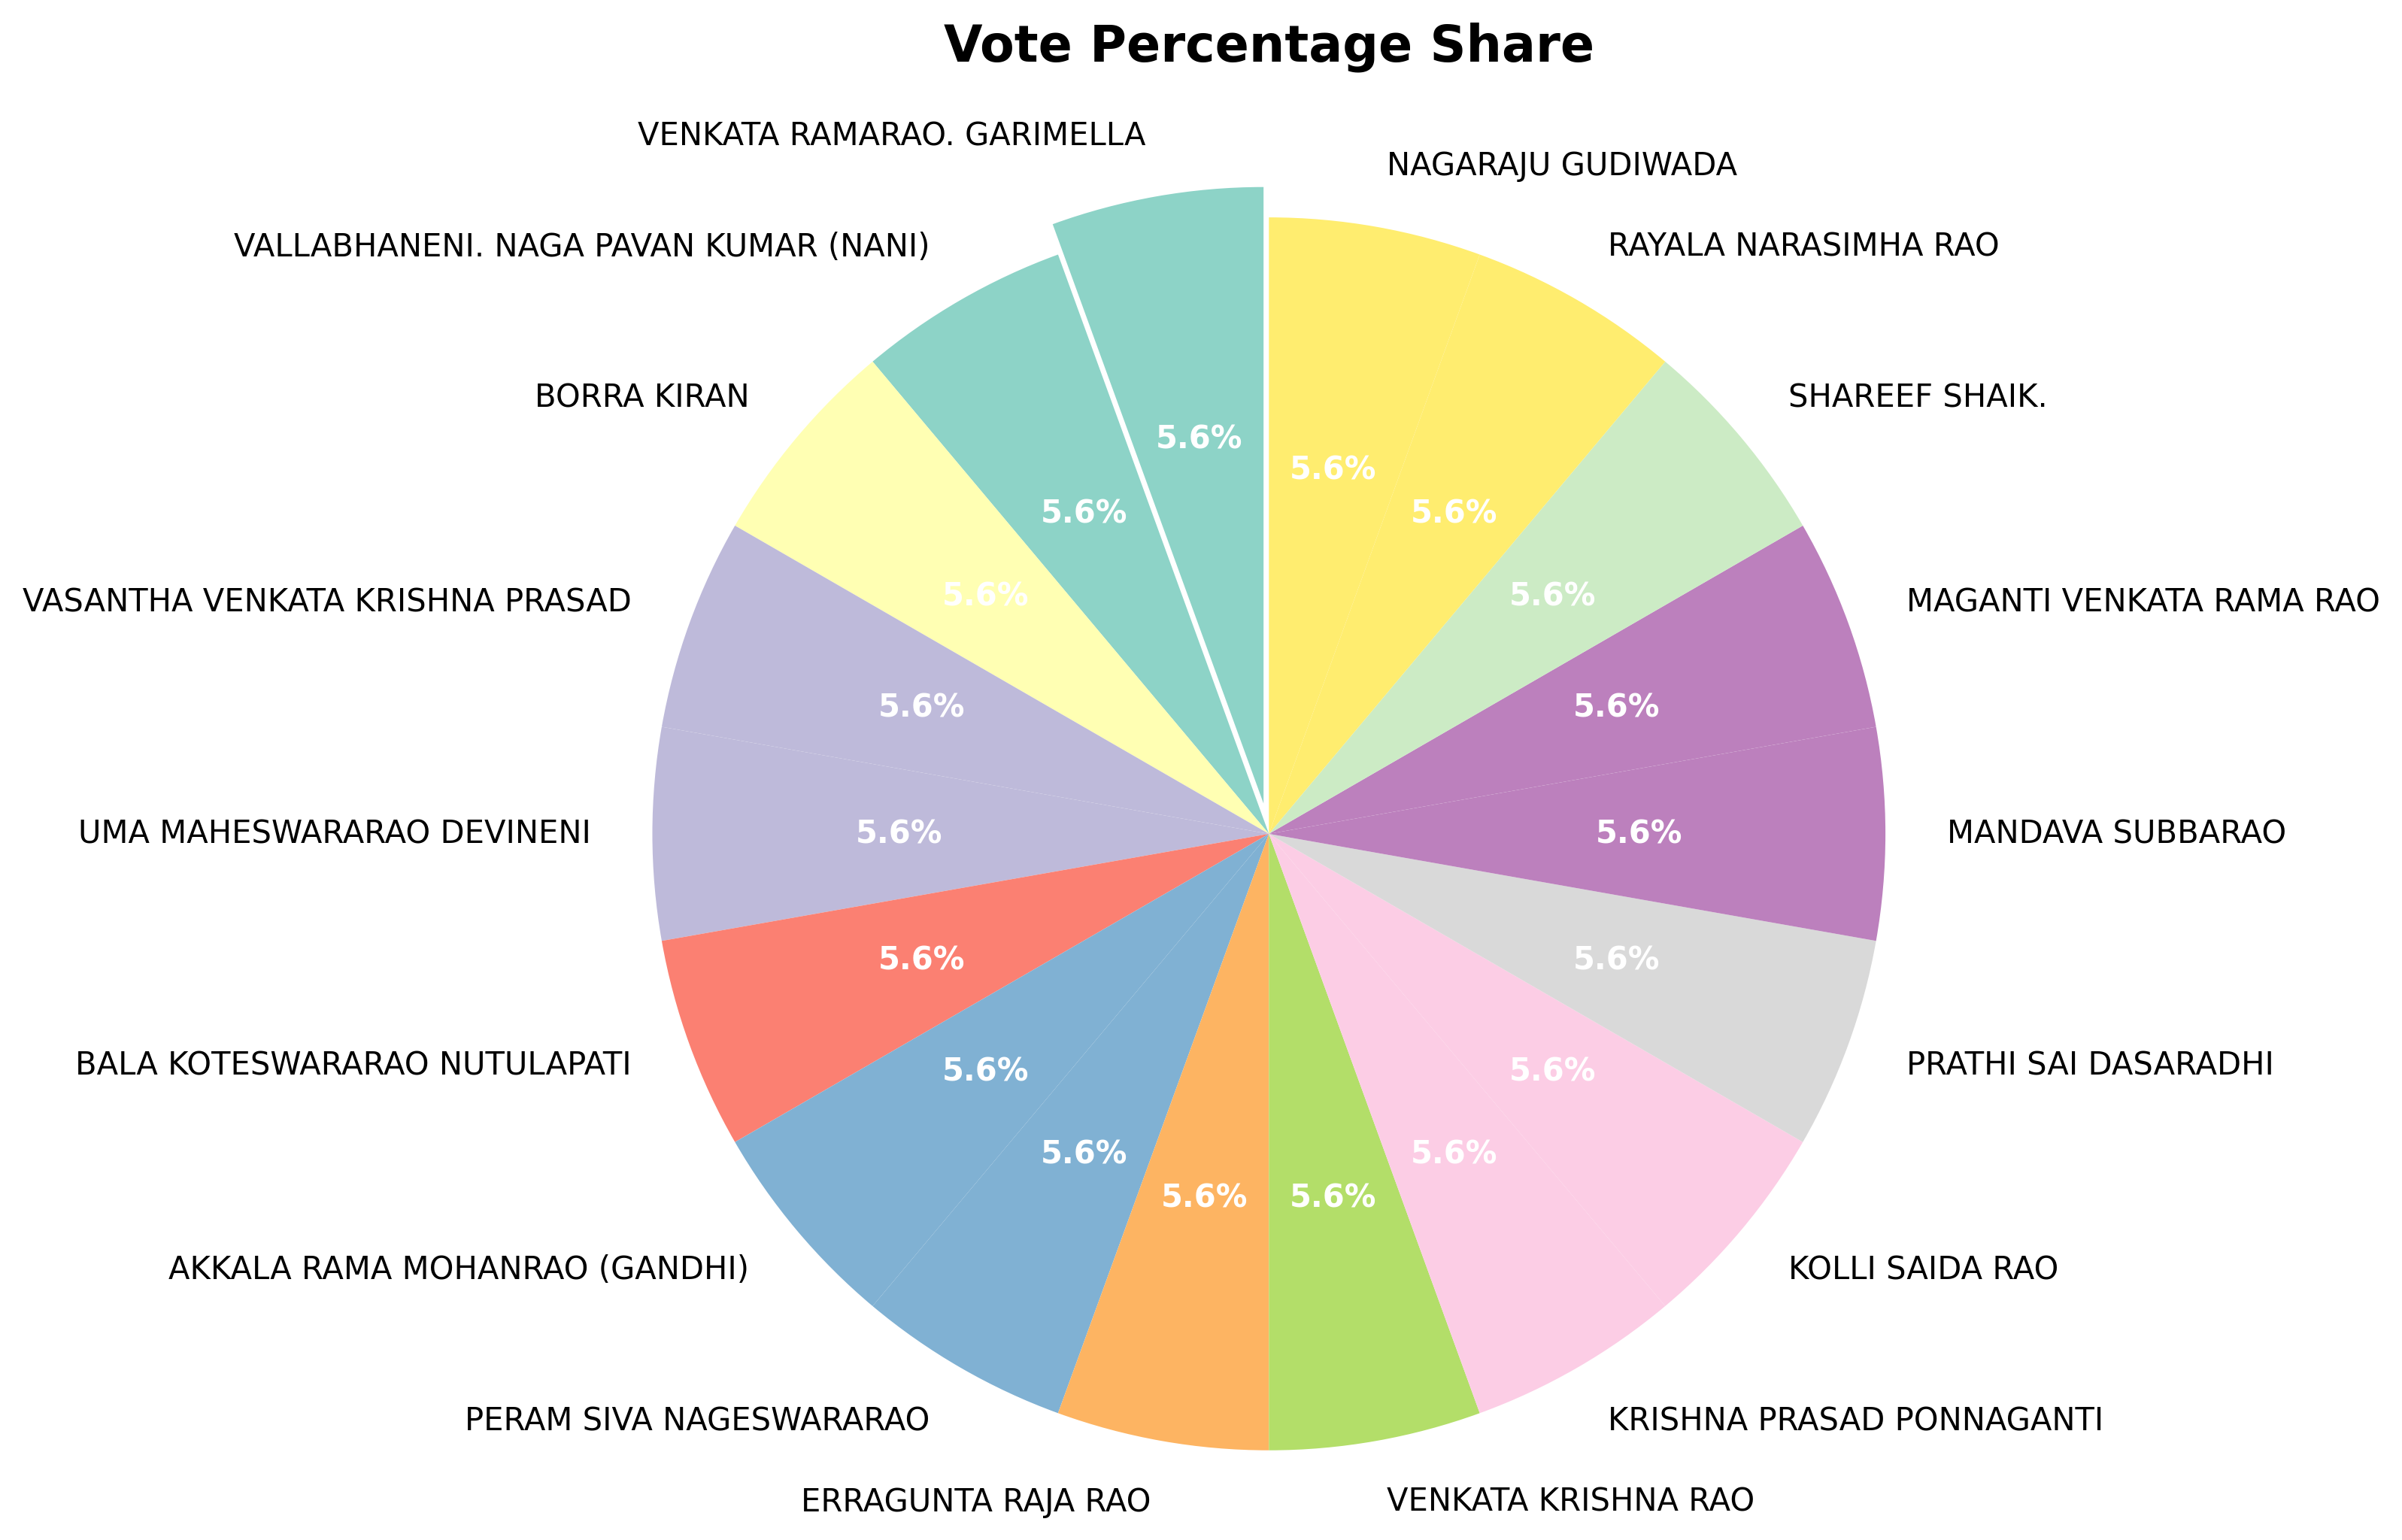 Vote Percentage Share
VENKATA RAMARAO. GARIMELLA
NAGARAJU GUDIWADA
VALLABHANENI. NAGA PAVAN KUMAR (NANI)
RAYALA NARASIMHA RAO
BORRA KIRAN
SHAREEF SHAIK.
5.6%
5.6%
5.6%
5.6%
5.6%
5.6%
VASANTHA VENKATA KRISHNA PRASAD
MAGANTI VENKATA RAMA RAO
5.6%
5.6%
UMA MAHESWARARAO DEVINENI
5.6%
5.6%
MANDAVA SUBBARAO
5.6%
5.6%
BALA KOTESWARARAO NUTULAPATI
5.6%
5.6%
PRATHI SAI DASARADHI
5.6%
5.6%
5.6%
5.6%
AKKALA RAMA MOHANRAO (GANDHI)
KOLLI SAIDA RAO
PERAM SIVA NAGESWARARAO
KRISHNA PRASAD PONNAGANTI
ERRAGUNTA RAJA RAO
VENKATA KRISHNA RAO